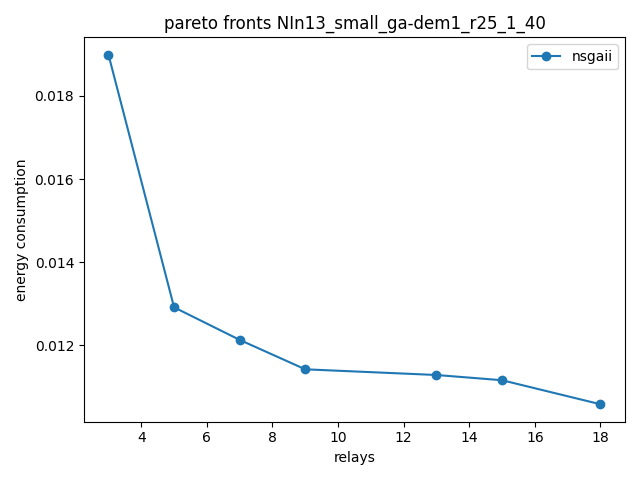 pareto fronts NIn13_small_ga-dem1_r25_1_40
nsgaii
0.018
0.016
0.014
0.012
energy consumption
4 6 8 10 12 14 16 18
relays